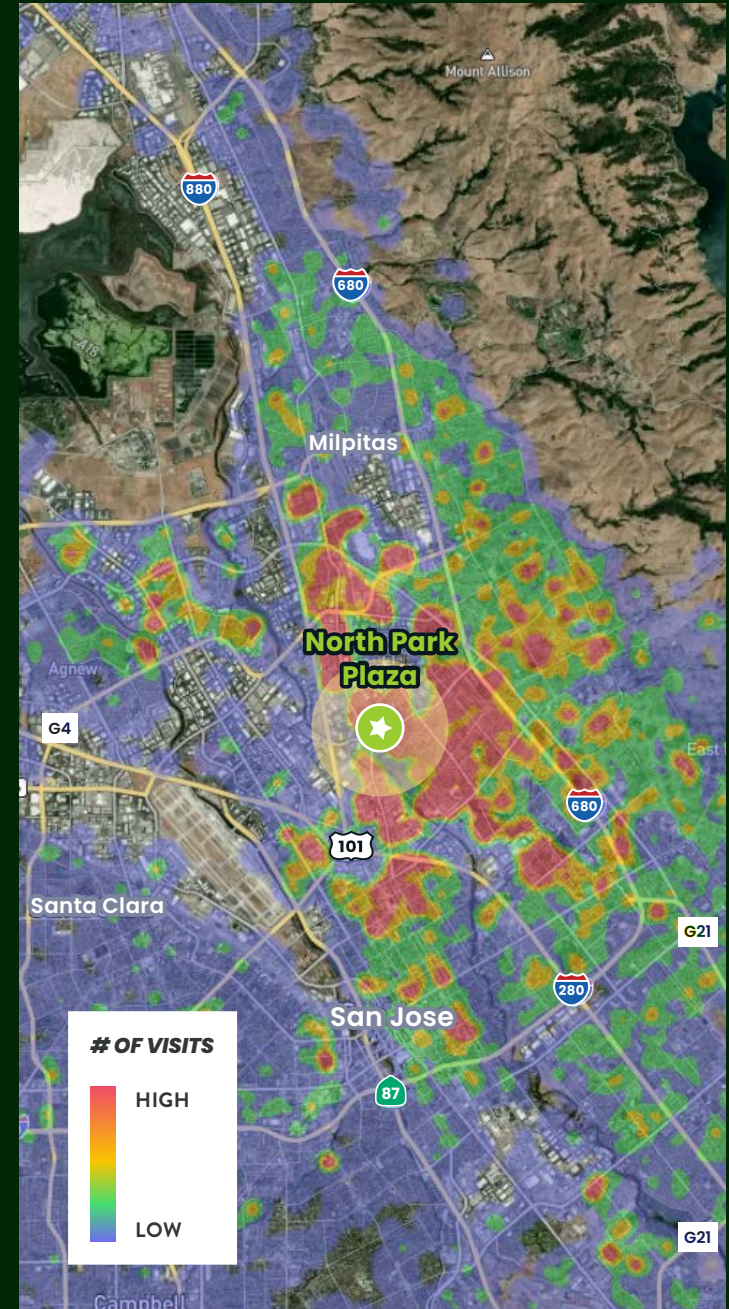 Mount Allison
880
680
A18
Milpitas
North Park
Plaza
Agnew
G4
East
680
101
Santa Clara
G21
280
San Jose
# OF VISITS
HIGH
LOW
87
G21
Campbell